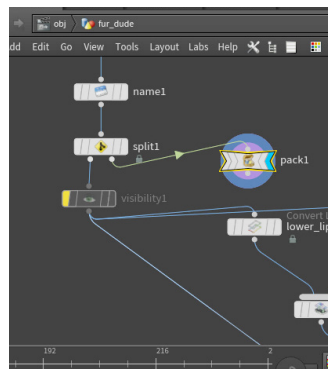 obj fur_dude
dd Edit Go View Tools Layout Labs Help
name1
split1
pack1
visibility1
Convert L
lower_lip
192 216 2